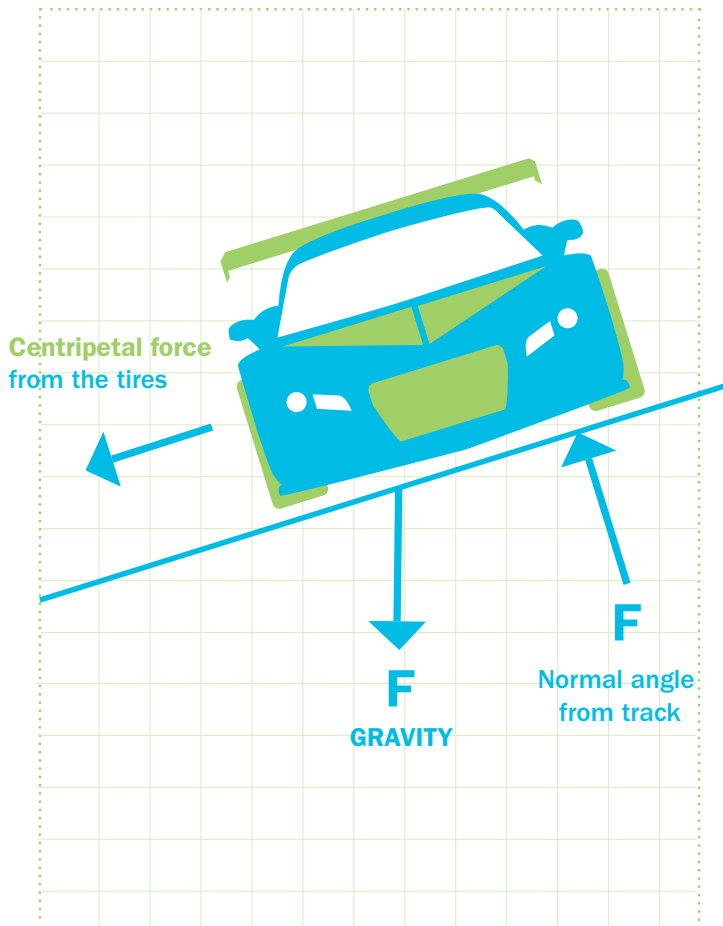 Centripetal force
from the tires
F
GRAVITY
F
Normal angle
from track